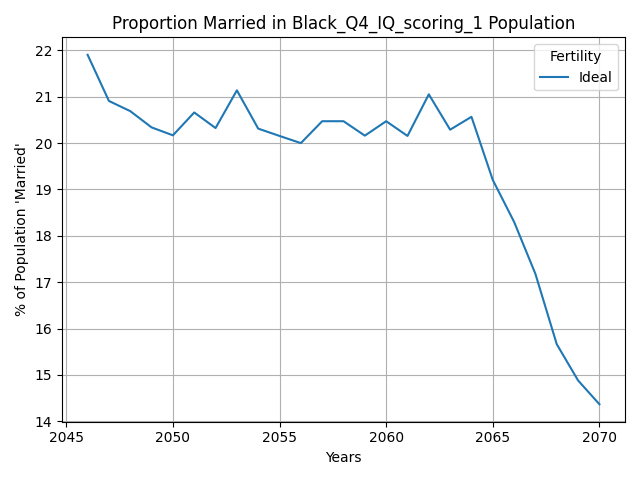 Proportion Married in Black_Q4_IQ_scoring_1 Population
% of Population 'Married'
22
21
20
19
18
17
16
15
14
Fertility
Ideal
2045 2050 2055 2060 2065 2070
Years